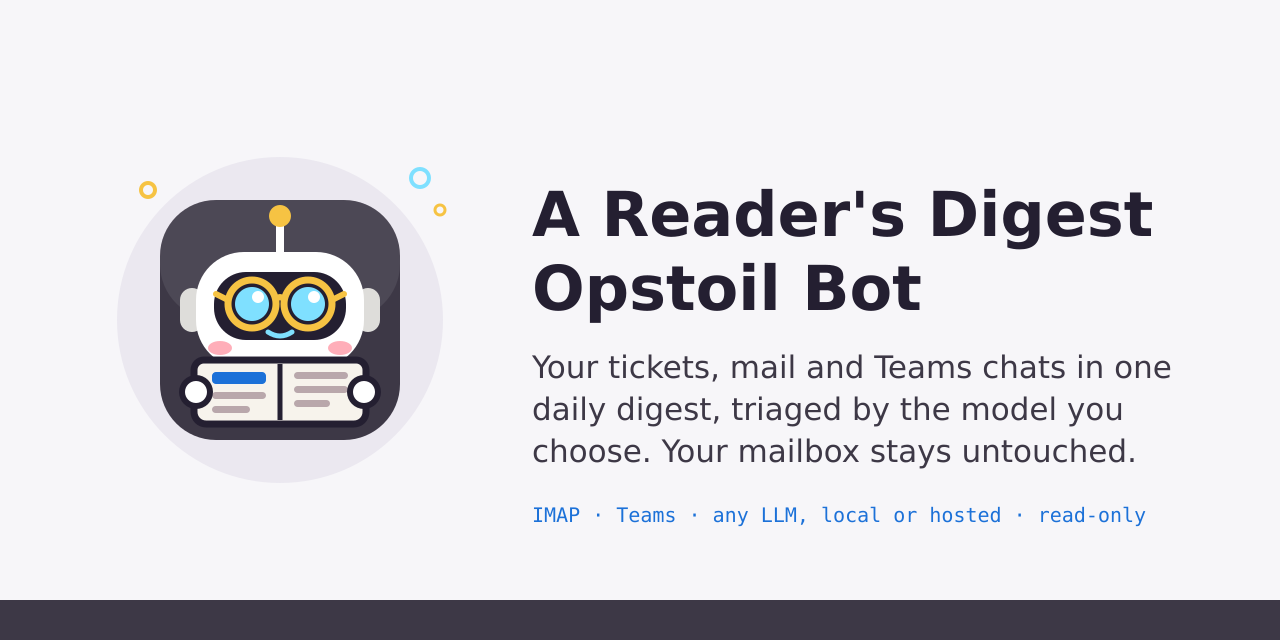 A Reader's Digest
Opstoil Bot
Your tickets, mail and Teams chats in one
daily digest, triaged by the model you
choose. Your mailbox stays untouched.
IMAP · Teams · any LLM, local or hosted · read-only